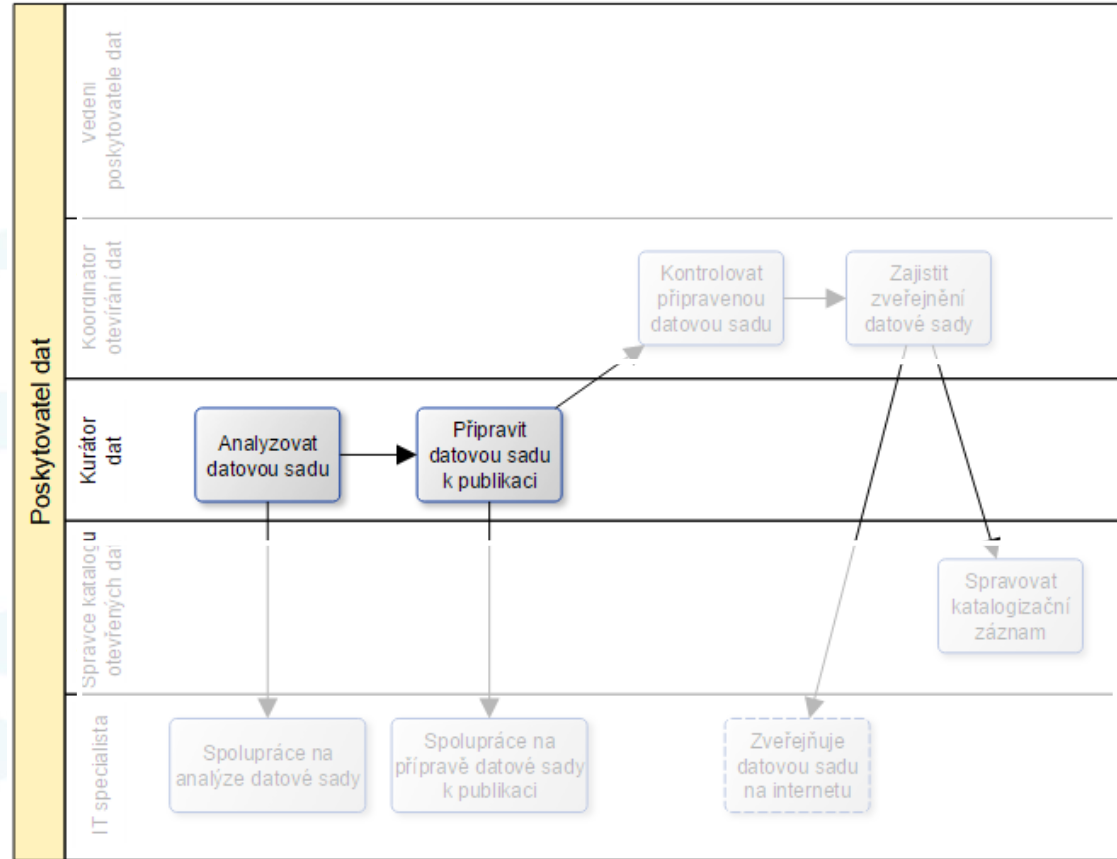 Poskytovatel dat
Vedení
poskytovatele dat
Koordinátor
otevírání dat
Kontrolovat
připravenou
datovou sadu
Zajistit
zveřejnění
datové sady
Kurátor
dat
Analyzovat
datovou sadu
Připravit
datovou sadu
k publikaci
Správce katalogu
otevřených dat
Spravovat
katalogizační
záznam
IT specialista
Spolupráce na
analýze datové sady
Spolupráce na
přípravě datové sady
k publikaci
Zveřejňuje
datovou sadu
na internetu